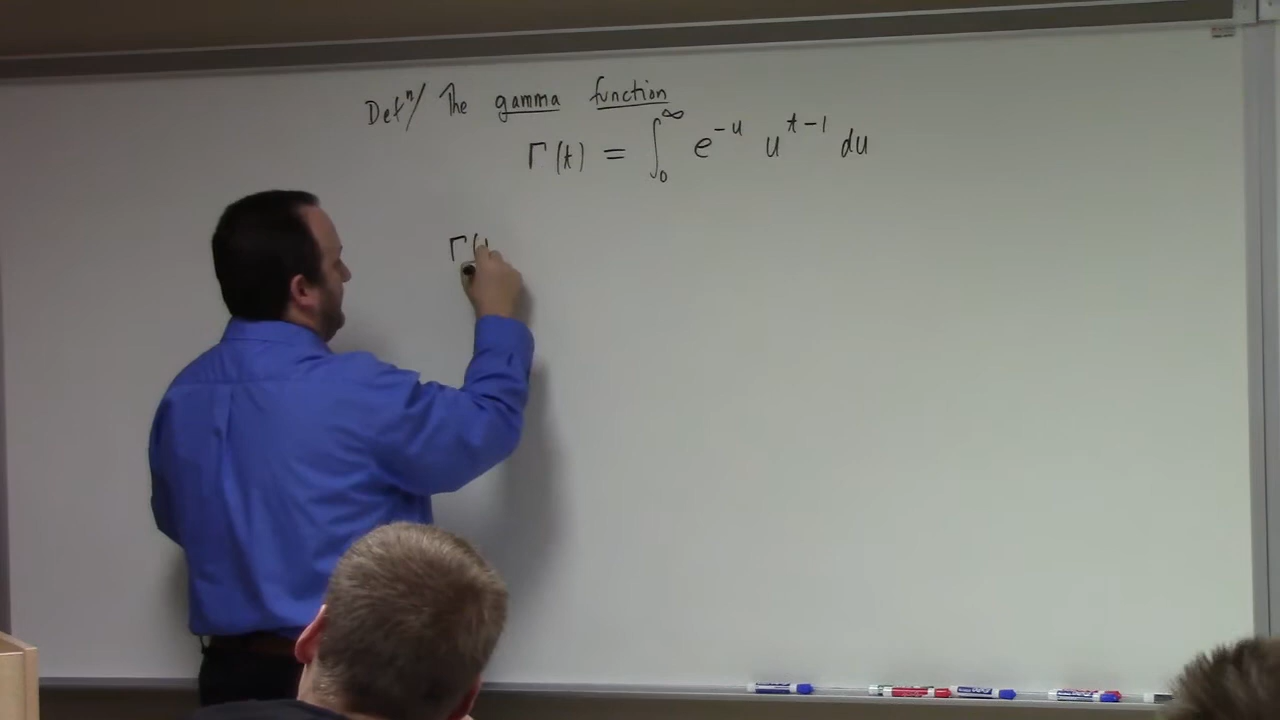 Defⁿ/ The gamma function
Γ(t) = ∫₀^∞ e^{-u} u^{t-1} du
Γ(